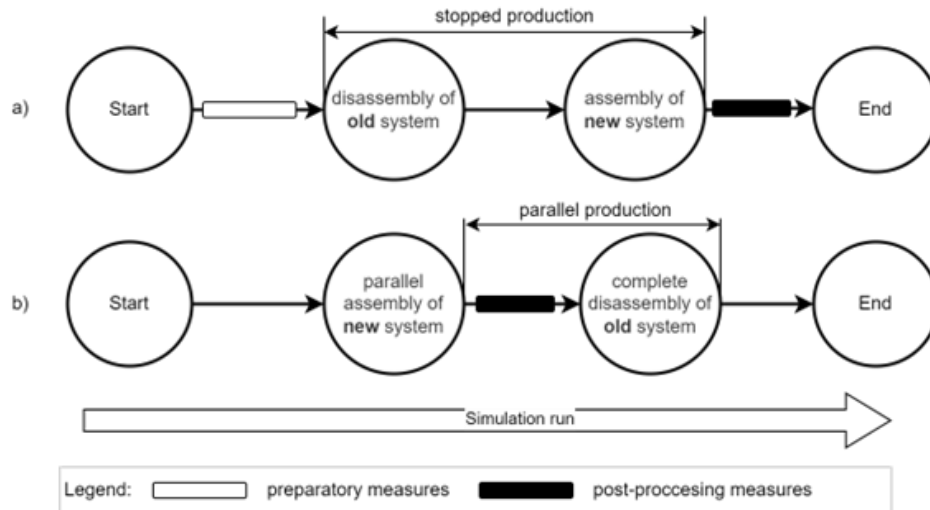 stopped production
a)
Start
disassembly of
old system
assembly of
new system
End
parallel production
b)
Start
parallel
assembly of
new system
complete
disassembly of
old system
End
Simulation run
Legend: preparatory measures post-proccesing measures